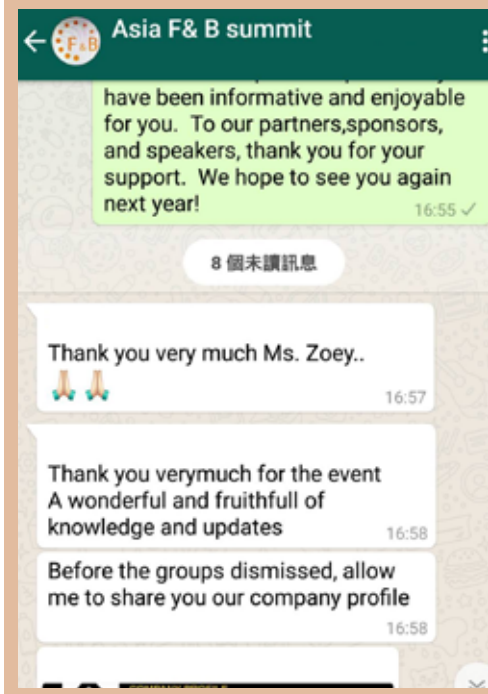 Asia F& B summit
F&B
have been informative and enjoyable
for you. To our partners,sponsors,
and speakers, thank you for your
support. We hope to see you again
next year!
16:55
8 個未讀訊息
Thank you very much Ms. Zoey..
16:57
Thank you verymuch for the event
A wonderful and fruithfull of
knowledge and updates
16:58
Before the groups dismissed, allow
me to share you our company profile
16:58
COMPANY PROFILE